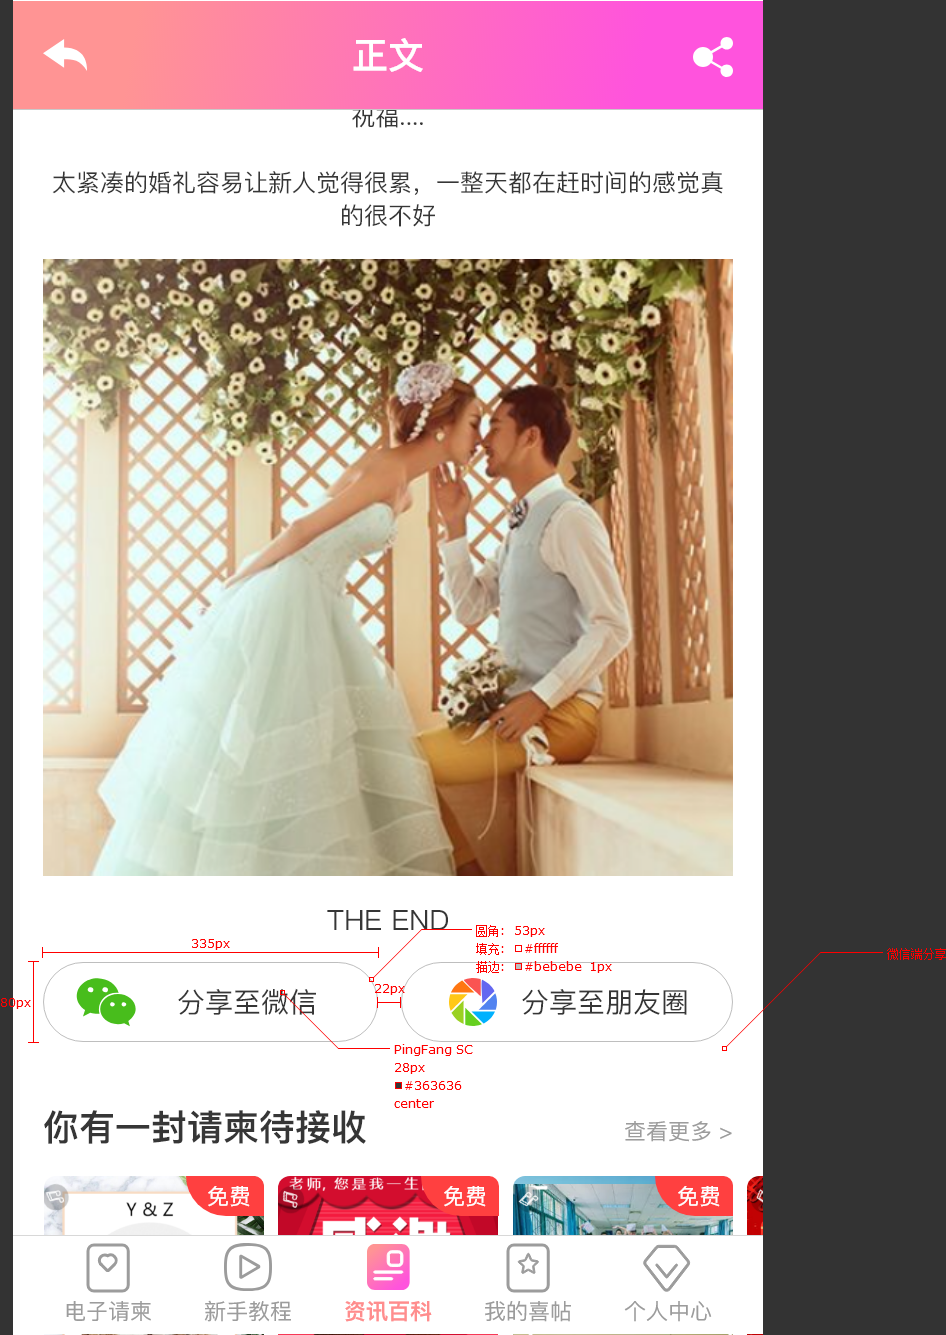 正文
祝福....
太紧凑的婚礼容易让新人觉得很累，一整天都在赶时间的感觉真
的很不好
THE END
圆角： 53px
填充： #ffffff
描边： #bebebe 1px
335px
微信端分享
80px
分享至微信
22px
分享至朋友圈
PingFang SC
28px
#363636
center
你有一封请柬待接收
查看更多 >
免费
Y & Z
老师, 您是我一生
免费
免费
电子请柬
新手教程
资讯百科
我的喜帖
个人中心